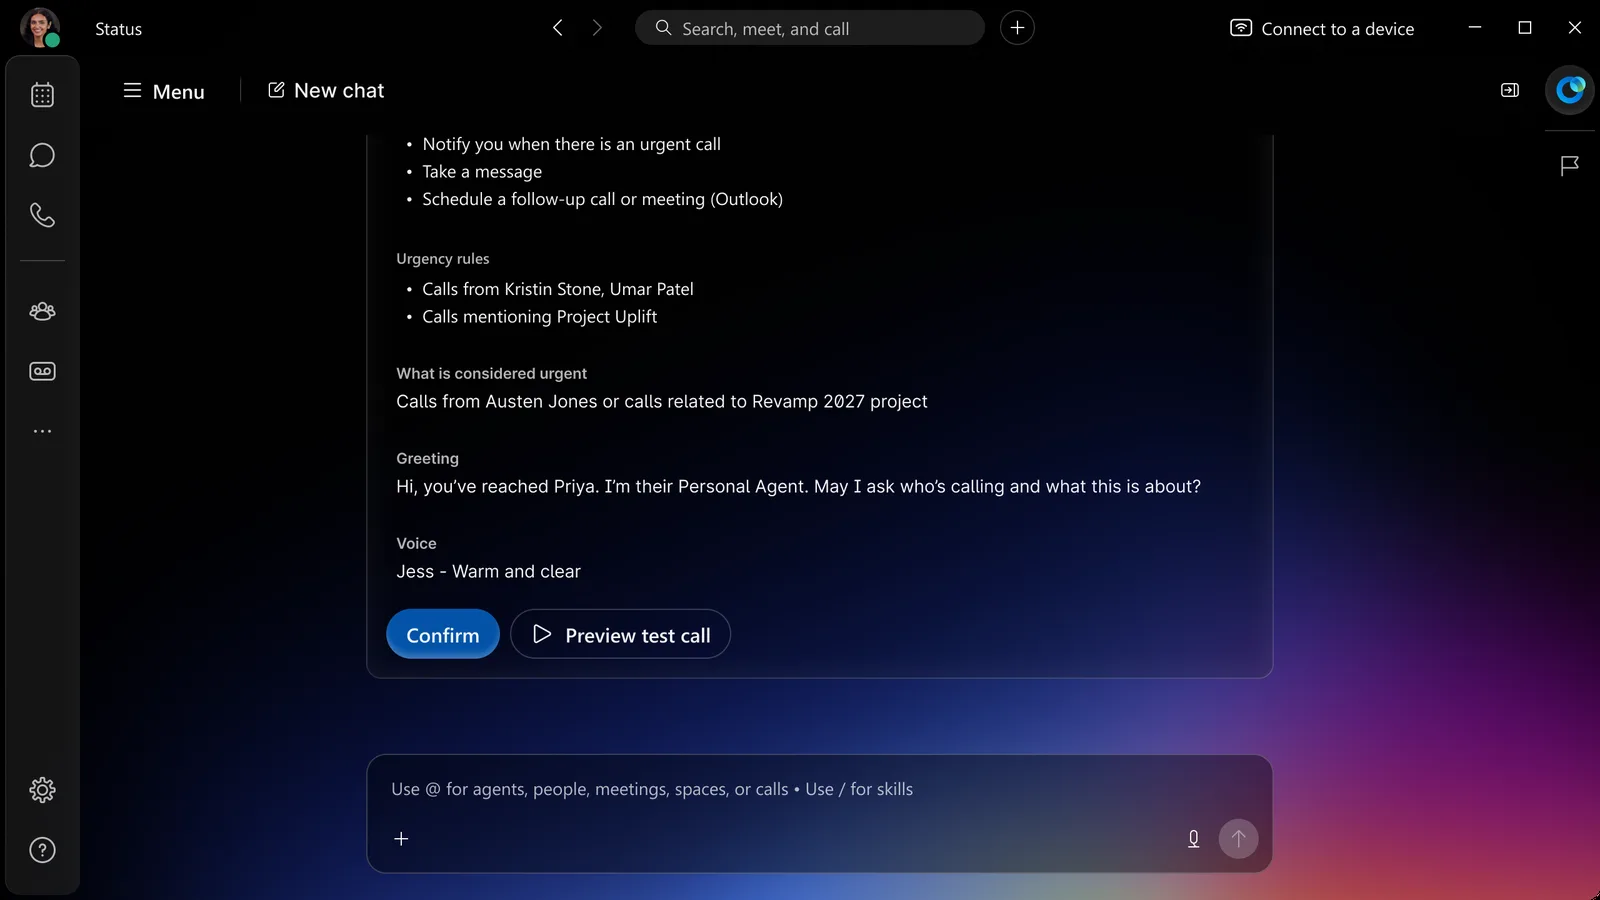 Status
Search, meet, and call
Connect to a device
Menu
New chat
• Notify you when there is an urgent call
• Take a message
• Schedule a follow-up call or meeting (Outlook)
Urgency rules
• Calls from Kristin Stone, Umar Patel
• Calls mentioning Project Uplift
What is considered urgent
Calls from Austen Jones or calls related to Revamp 2027 project
Greeting
Hi, you’ve reached Priya. I’m their Personal Agent. May I ask who’s calling and what this is about?
Voice
Jess - Warm and clear
Confirm
Preview test call
Use @ for agents, people, meetings, spaces, or calls • Use / for skills